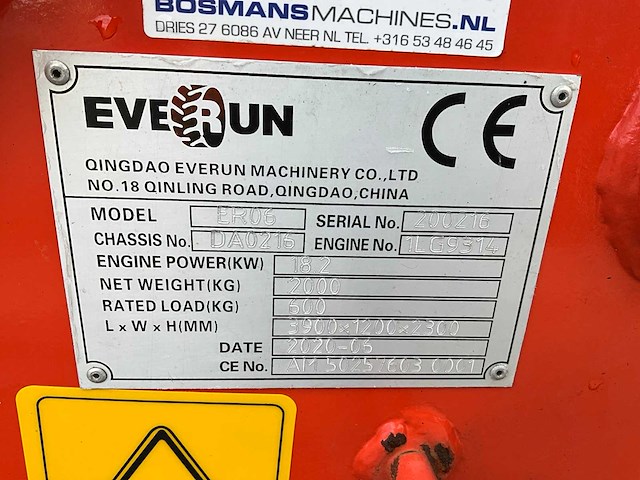 BOSMANSMACHINES.NL
DRIES 27 6086 AV NEER NL TEL. +316 53 48 46 45
EVERUN CE
QINGDAO EVERUN MACHINERY CO.,LTD
NO.18 QINLING ROAD,QINGDAO,CHINA
MODEL ER06 SERIAL No. 200216
CHASSIS No. DA0216 ENGINE No. 1LG9314
ENGINE POWER(KW) 18.2
NET WEIGHT(KG) 2000
RATED LOAD(KG) 600
L x W x H(MM) 3900x1200x2300
DATE 2020-03
CE No.